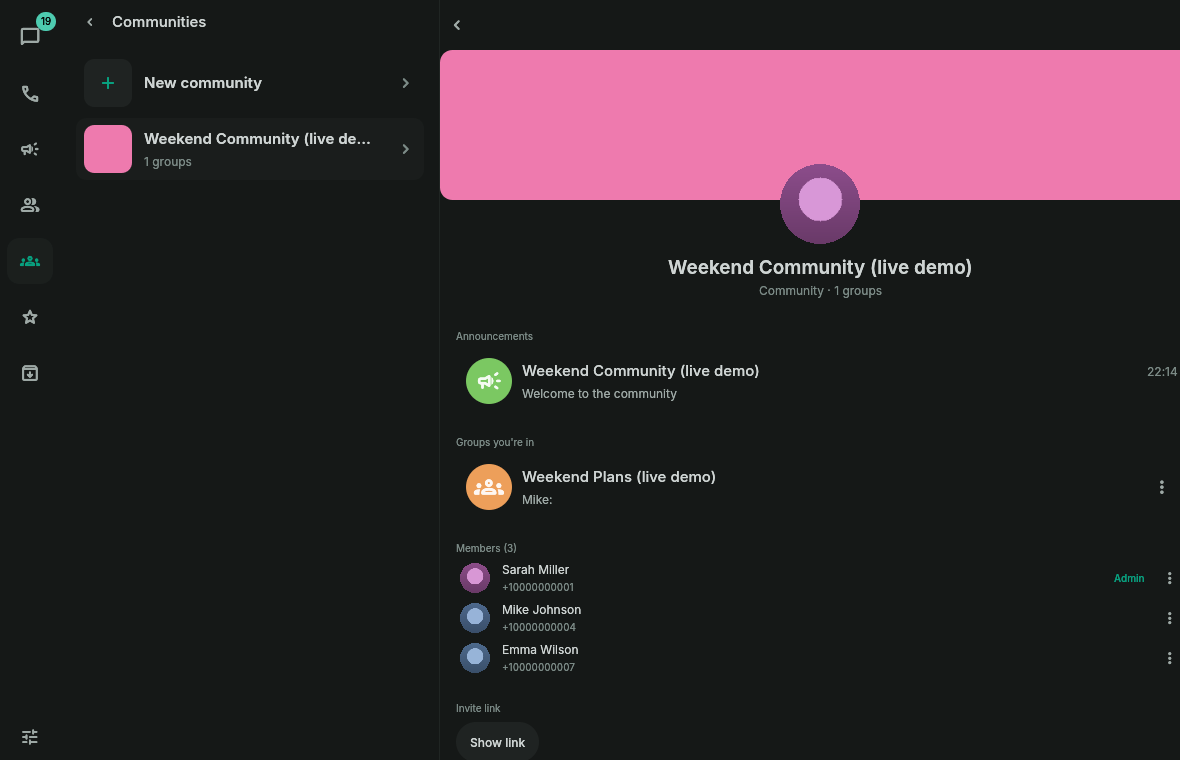 19
Communities
New community
Weekend Community (live de...
1 groups
Weekend Community (live demo)
Community · 1 groups
Announcements
Weekend Community (live demo)
22:14
Welcome to the community
Groups you're in
Weekend Plans (live demo)
Mike:
Members (3)
Sarah Miller
+10000000001
Admin
Mike Johnson
+10000000004
Emma Wilson
+10000000007
Invite link
Show link